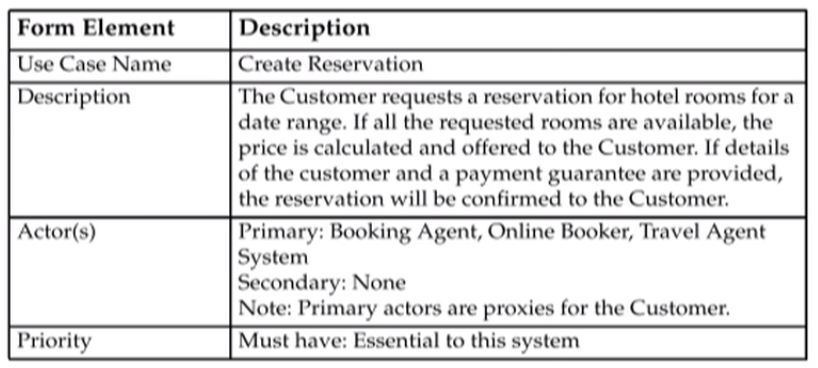 Form Element Description
Use Case Name Create Reservation
Description The Customer requests a reservation for hotel rooms for a
date range. If all the requested rooms are available, the
price is calculated and offered to the Customer. If details
of the customer and a payment guarantee are provided,
the reservation will be confirmed to the Customer.
Actor(s) Primary: Booking Agent, Online Booker, Travel Agent
System
Secondary: None
Note: Primary actors are proxies for the Customer.
Priority Must have: Essential to this system